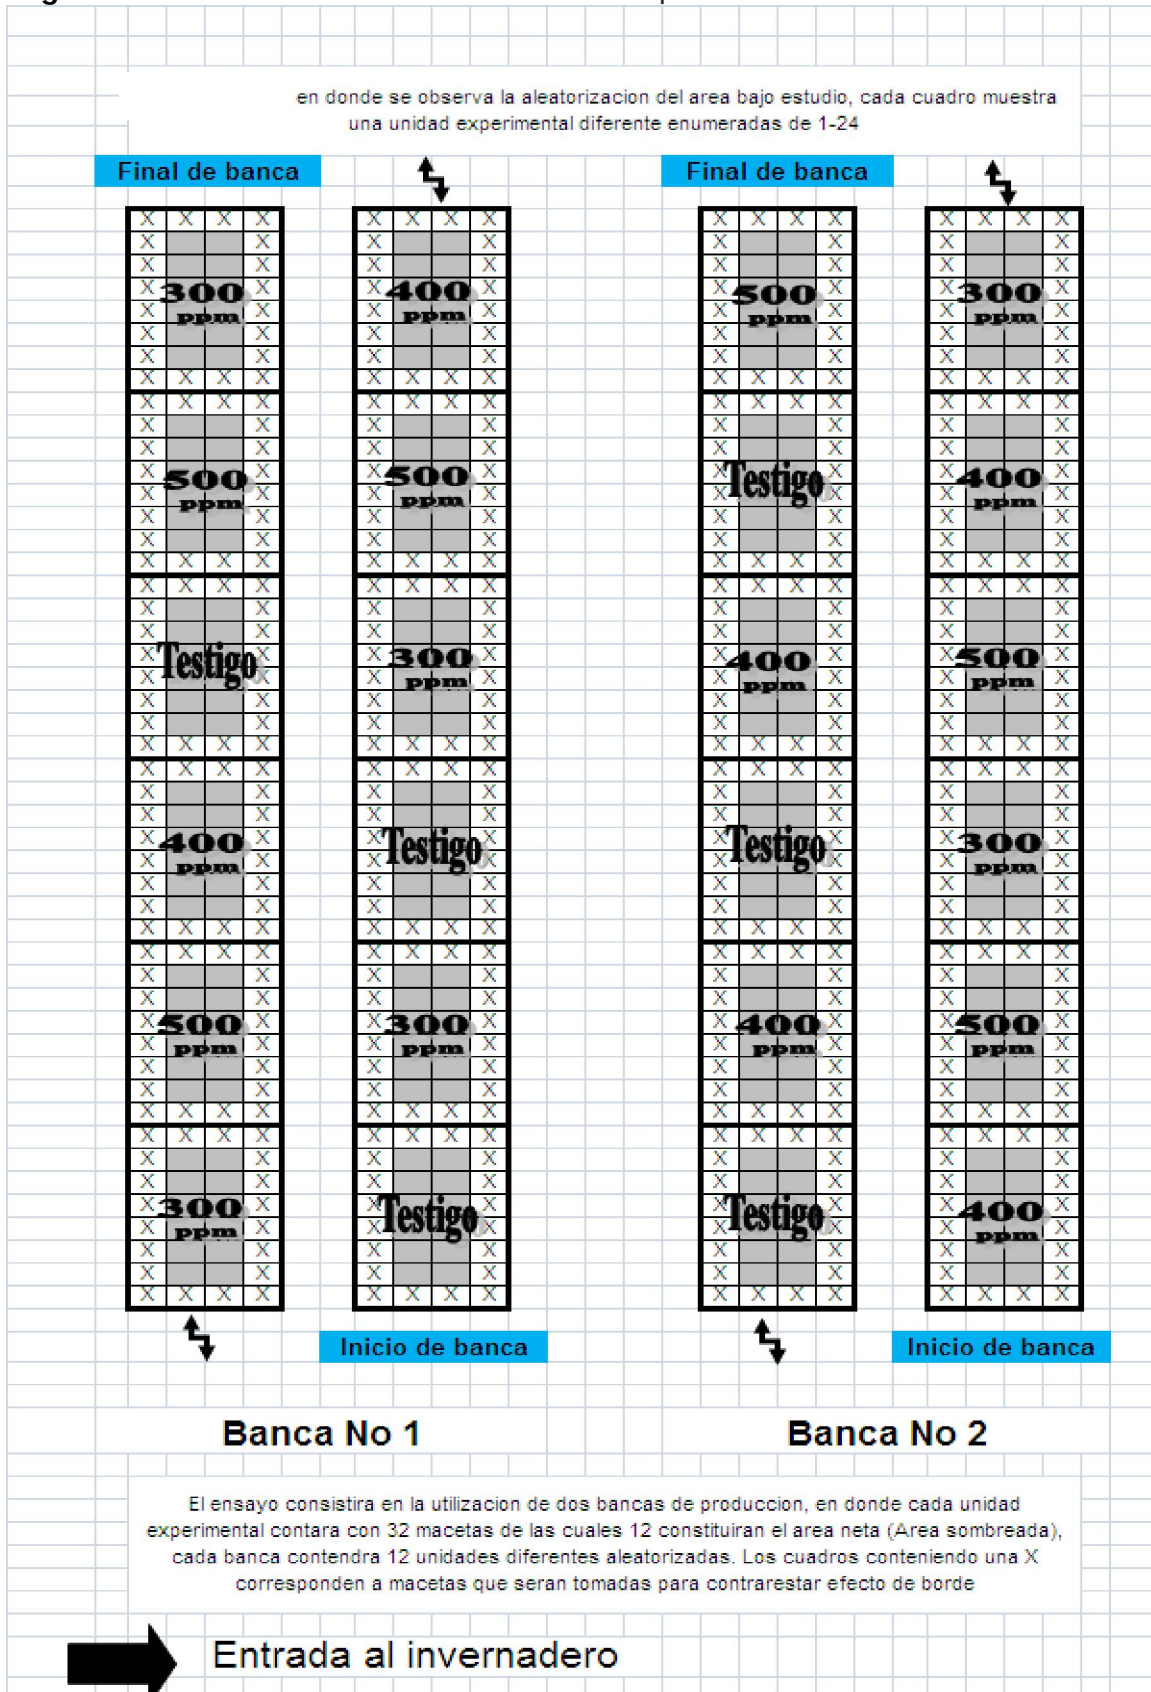 en donde se observa la aleatorizacion del area bajo estudio, cada cuadro muestra
una unidad experimental diferente enumeradas de 1-24
Final de banca
Final de banca
300
ppm
500
ppm
Testigo
400
ppm
500
ppm
300
ppm
400
ppm
500
ppm
300
ppm
Testigo
300
ppm
Testigo
Inicio de banca
Banca No 1
500
ppm
Testigo
400
ppm
Testigo
400
ppm
Testigo
300
ppm
400
ppm
500
ppm
300
ppm
500
ppm
400
ppm
Inicio de banca
Banca No 2
El ensayo consistira en la utilizacion de dos bancas de produccion, en donde cada unidad
experimental contara con 32 macetas de las cuales 12 constituiran el area neta (Area sombreada),
cada banca contendra 12 unidades diferentes aleatorizadas. Los cuadros conteniendo una X
corresponden a macetas que seran tomadas para contrarestar efecto de borde
Entrada al invernadero